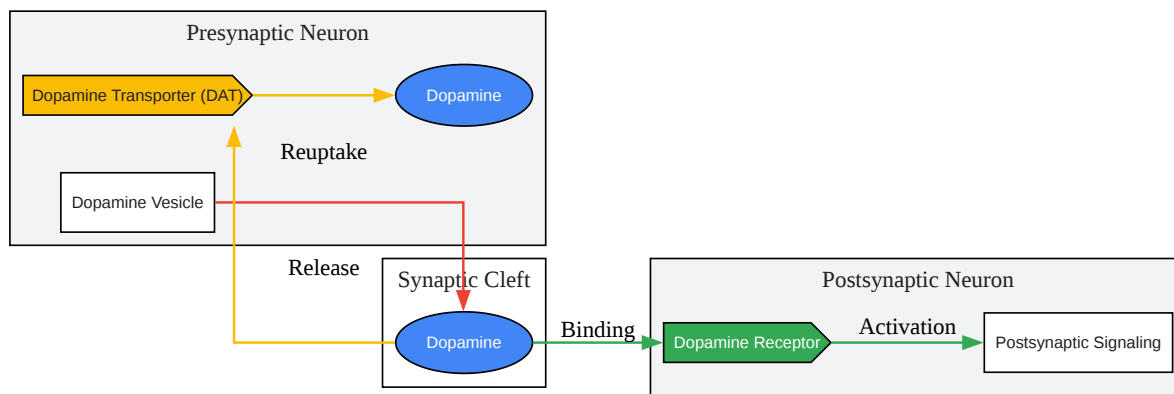 Presynaptic Neuron
Dopamine Transporter (DAT)
Dopamine
Reuptake
Dopamine Vesicle
Release
Synaptic Cleft
Dopamine
Binding
Postsynaptic Neuron
Dopamine Receptor
Activation
Postsynaptic Signaling